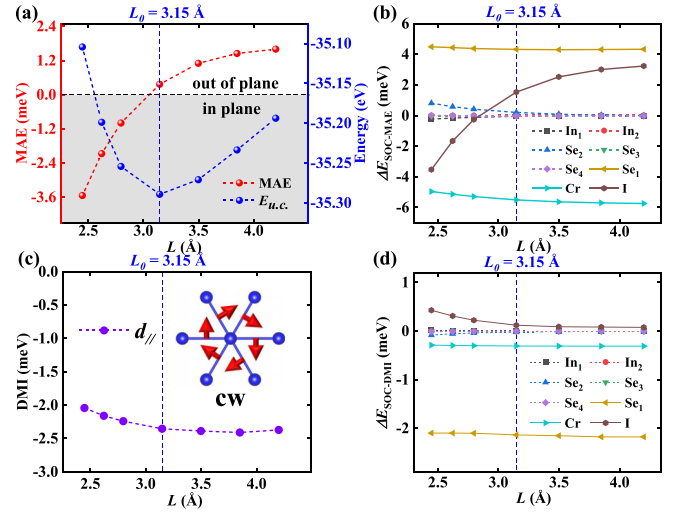 (a)
L0 = 3.15 Å
2.4
1.2
0.0
-1.2
-2.4
-3.6
MAE (meV)
out of plane
in plane
MAE
Eu.c.
-35.10
-35.15
-35.20
-35.25
-35.30
Energy (eV)
2.5 3.0 3.5 4.0
L (Å)
(b)
L0 = 3.15 Å
6
4
2
0
-2
-4
-6
ΔESOC-MAE (meV)
In1 In2
Se2 Se3
Se4 Se1
Cr I
2.5 3.0 3.5 4.0
L (Å)
(c)
L0 = 3.15 Å
0.0
-0.5
-1.0
-1.5
-2.0
-2.5
-3.0
DMI (meV)
d//
cw
2.5 3.0 3.5 4.0
L (Å)
(d)
L0 = 3.15 Å
1
0
-1
-2
ΔESOC-DMI (meV)
In1 In2
Se2 Se3
Se4 Se1
Cr I
2.5 3.0 3.5 4.0
L (Å)